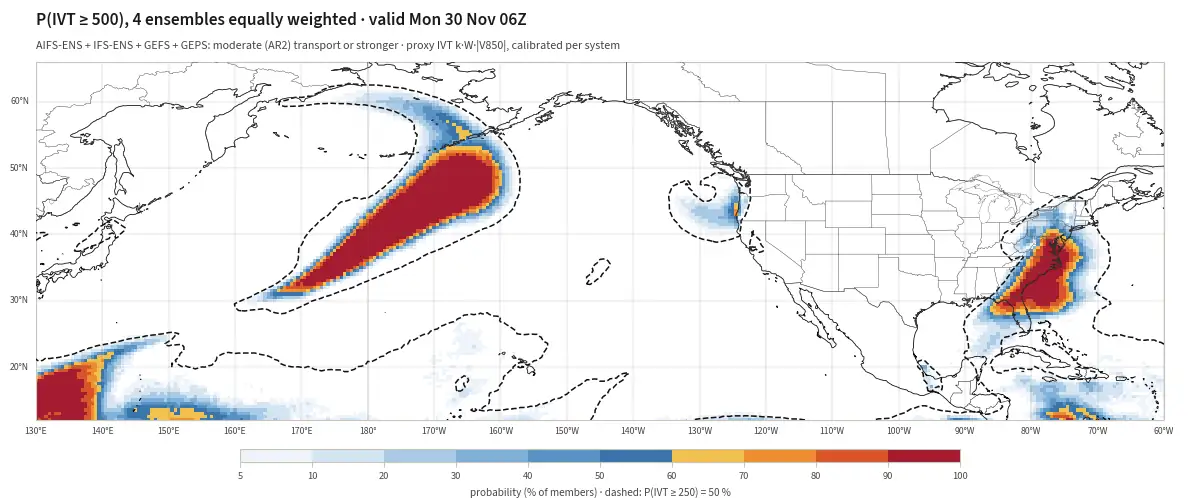 P(IVT ≥ 500), 4 ensembles equally weighted · valid Mon 30 Nov 06Z
AIFS-ENS + IFS-ENS + GEFS + GEPS: moderate (AR2) transport or stronger · proxy IVT k·W·|V850|, calibrated per system
60°N
50°N
40°N
30°N
20°N
130°E 140°E 150°E 160°E 170°E 180° 170°W 160°W 150°W 140°W 130°W 120°W 110°W 100°W 90°W 80°W 70°W 60°W
5 10 20 30 40 50 60 70 80 90 100
probability (% of members) · dashed: P(IVT ≥ 250) = 50 %